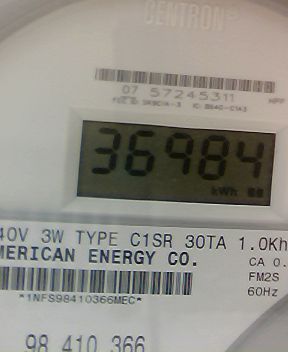 CENTRON®
07 57245311
36984
kWh
40V 3W TYPE C1SR 30TA 1.0Kh
MERICAN ENERGY CO.
CA 0.
FM2S
*1NFS98410366MEC*
60Hz
98 410 366